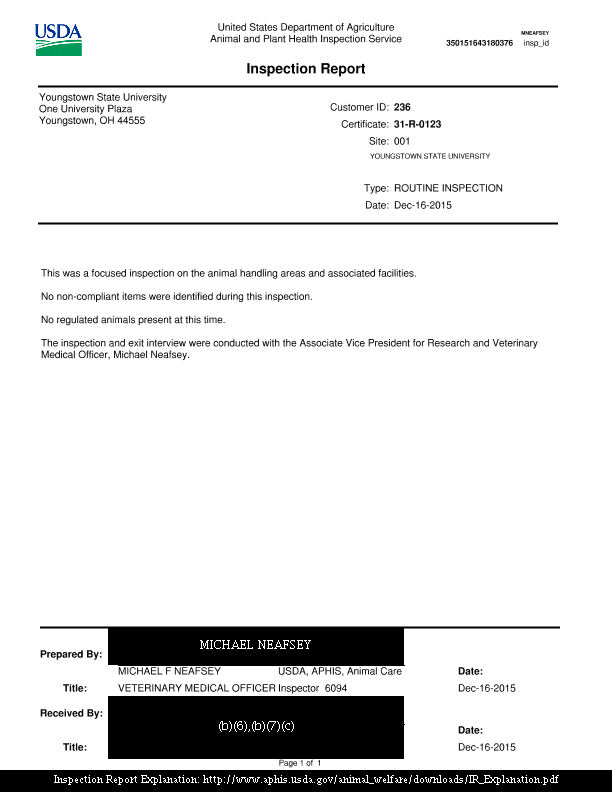 USDA
United States Department of Agriculture
Animal and Plant Health Inspection Service
MNEAFSEY
350151643180376 insp_id
Inspection Report
Youngstown State University
One University Plaza
Youngstown, OH 44555
Customer ID: 236
Certificate: 31-R-0123
Site: 001
YOUNGSTOWN STATE UNIVERSITY
Type: ROUTINE INSPECTION
Date: Dec-16-2015
This was a focused inspection on the animal handling areas and associated facilities.
No non-compliant items were identified during this inspection.
No regulated animals present at this time.
The inspection and exit interview were conducted with the Associate Vice President for Research and Veterinary
Medical Officer, Michael Neafsey.
MICHAEL NEAFSEY
Prepared By:
MICHAEL F NEAFSEY USDA, APHIS, Animal Care Date:
Title: VETERINARY MEDICAL OFFICER Inspector 6094 Dec-16-2015
Received By:
(b)(6),(b)(7)(c)
Date:
Title: Dec-16-2015
Page 1 of 1
Inspection Report Explanation: http://www.aphis.usda.gov/animal_welfare/downloads/IR_Explanation.pdf